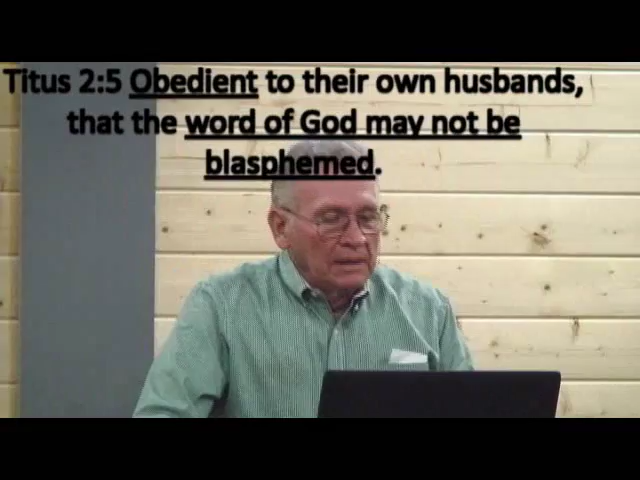 Titus 2:5 Obedient to their own husbands,
that the word of God may not be
blasphemed.